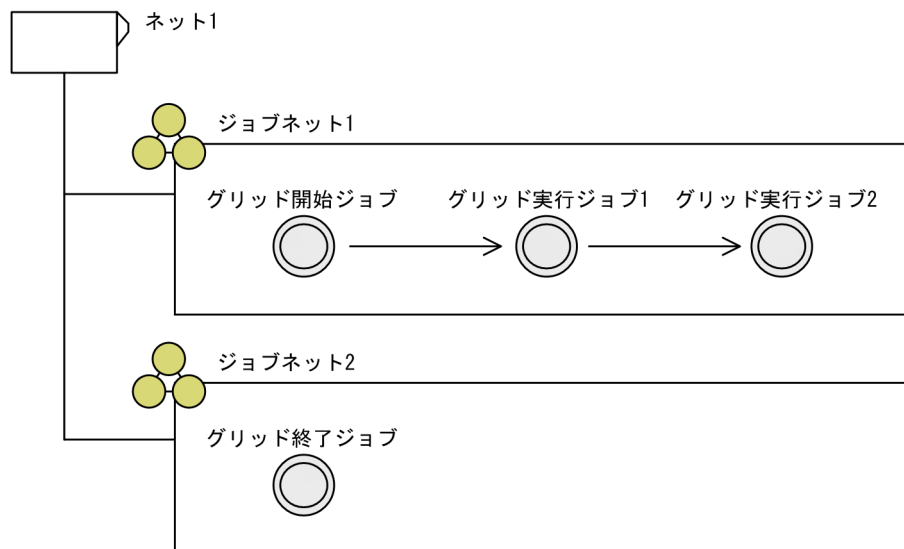 ネット1
ジョブネット1
グリッド開始ジョブ
グリッド実行ジョブ1
グリッド実行ジョブ2
ジョブネット2
グリッド終了ジョブ